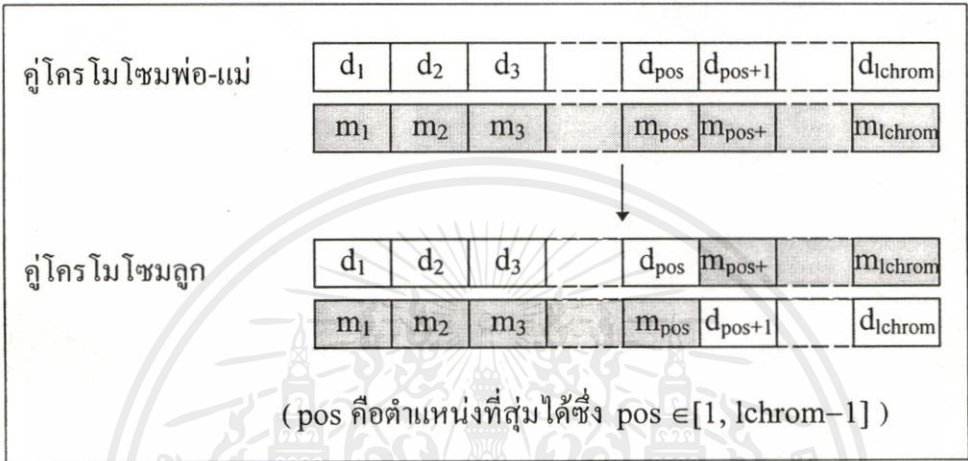 คู่โครโมโซมพ่อ-แม่ d1 d2 d3 dpos dpos+1 dlchrom
m1 m2 m3 mpos mpos+ mlchrom
คู่โครโมโซมลูก d1 d2 d3 dpos mpos+ mlchrom
m1 m2 m3 mpos dpos+1 dlchrom
( pos คือตำแหน่งที่สุ่มได้ซึ่ง pos ∈[1, lchrom–1] )